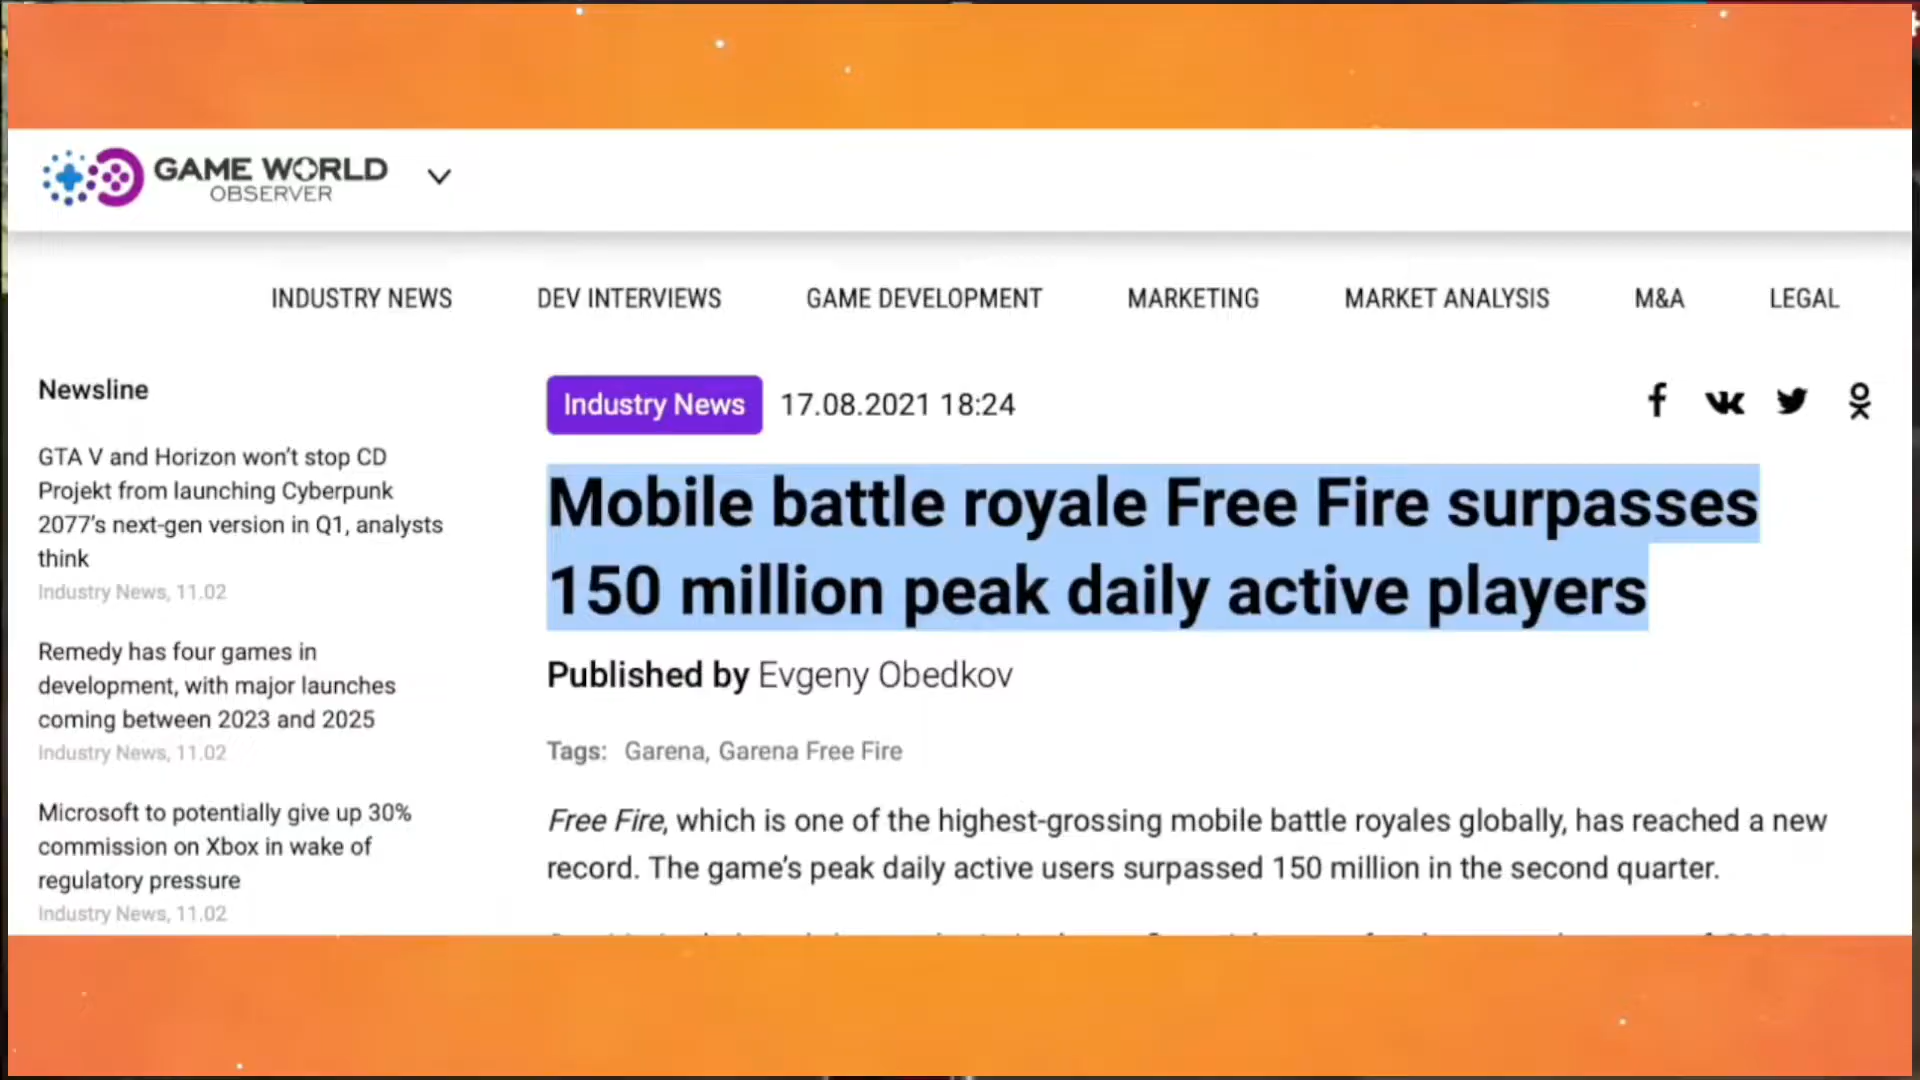 GAME WORLD
OBSERVER
INDUSTRY NEWS
DEV INTERVIEWS
GAME DEVELOPMENT
MARKETING
MARKET ANALYSIS
M&A
LEGAL
Newsline
GTA V and Horizon won't stop CD
Projekt from launching Cyberpunk
2077's next-gen version in Q1, analysts
think
Industry News, 11.02
Remedy has four games in
development, with major launches
coming between 2023 and 2025
Industry News, 11.02
Microsoft to potentially give up 30%
commission on Xbox in wake of
regulatory pressure
Industry News, 11.02
Industry News 17.08.2021 18:24
Mobile battle royale Free Fire surpasses
150 million peak daily active players
Published by Evgeny Obedkov
Tags: Garena, Garena Free Fire
Free Fire, which is one of the highest-grossing mobile battle royales globally, has reached a new
record. The game's peak daily active users surpassed 150 million in the second quarter.